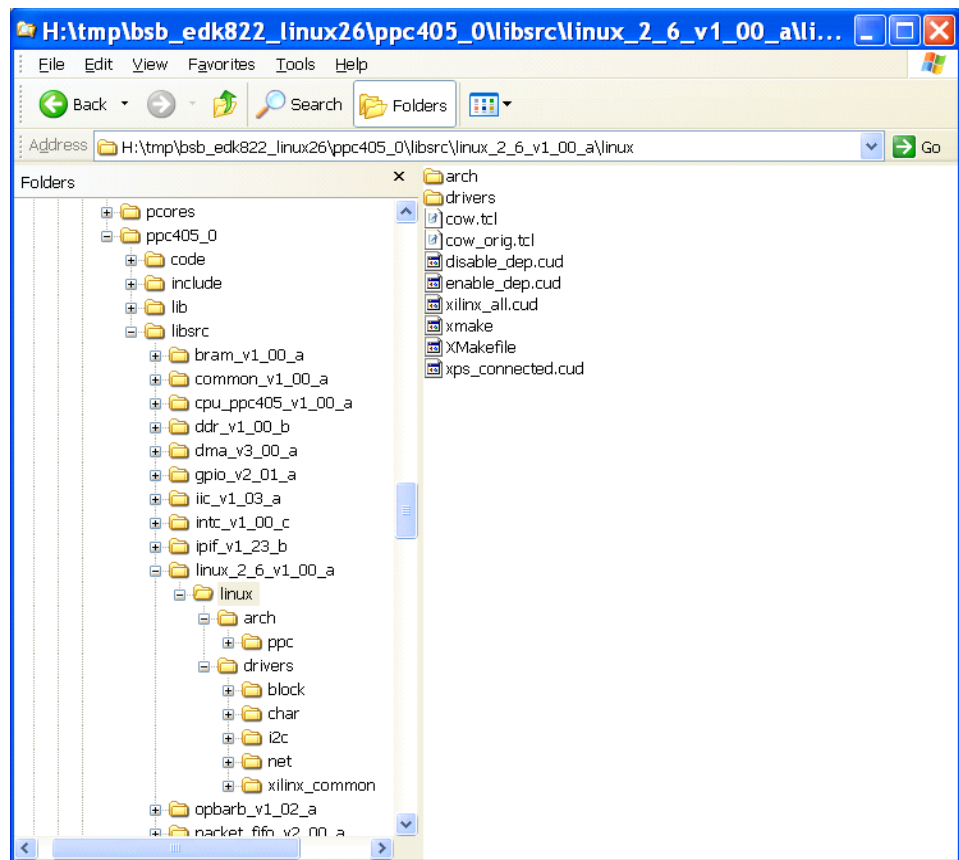 H:\tmp\bsb_edk822_linux26\ppc405_0\libsrc\linux_2_6_v1_00_a\li...
File Edit View Favorites Tools Help
Back Search Folders
Address H:\tmp\bsb_edk822_linux26\ppc405_0\libsrc\linux_2_6_v1_00_a\linux Go
Folders
pcores
ppc405_0
code
include
lib
libsrc
bram_v1_00_a
common_v1_00_a
cpu_ppc405_v1_00_a
ddr_v1_00_b
dma_v3_00_a
gpio_v2_01_a
iic_v1_03_a
intc_v1_00_c
ipif_v1_23_b
linux_2_6_v1_00_a
linux
arch
ppc
drivers
block
char
i2c
net
xilinx_common
opbarb_v1_02_a
packet_fifo_v2_00_a
arch
drivers
cow.tcl
cow_orig.tcl
disable_dep.cud
enable_dep.cud
xilinx_all.cud
xmake
XMakefile
xps_connected.cud